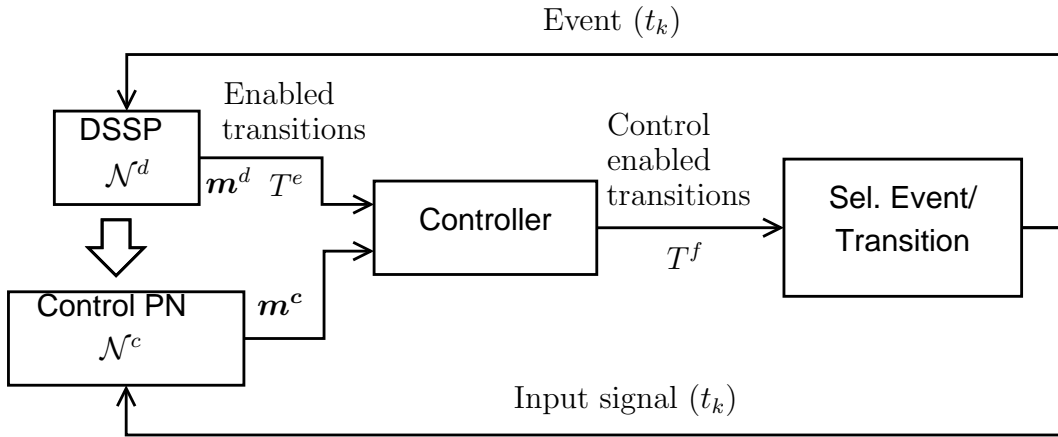 Event (t_k)
Enabled
transitions
DSSP
𝒩^d
m^d T^e
Control
enabled
transitions
Controller
Sel. Event/
Transition
T^f
Control PN
𝒩^c
m^c
Input signal (t_k)